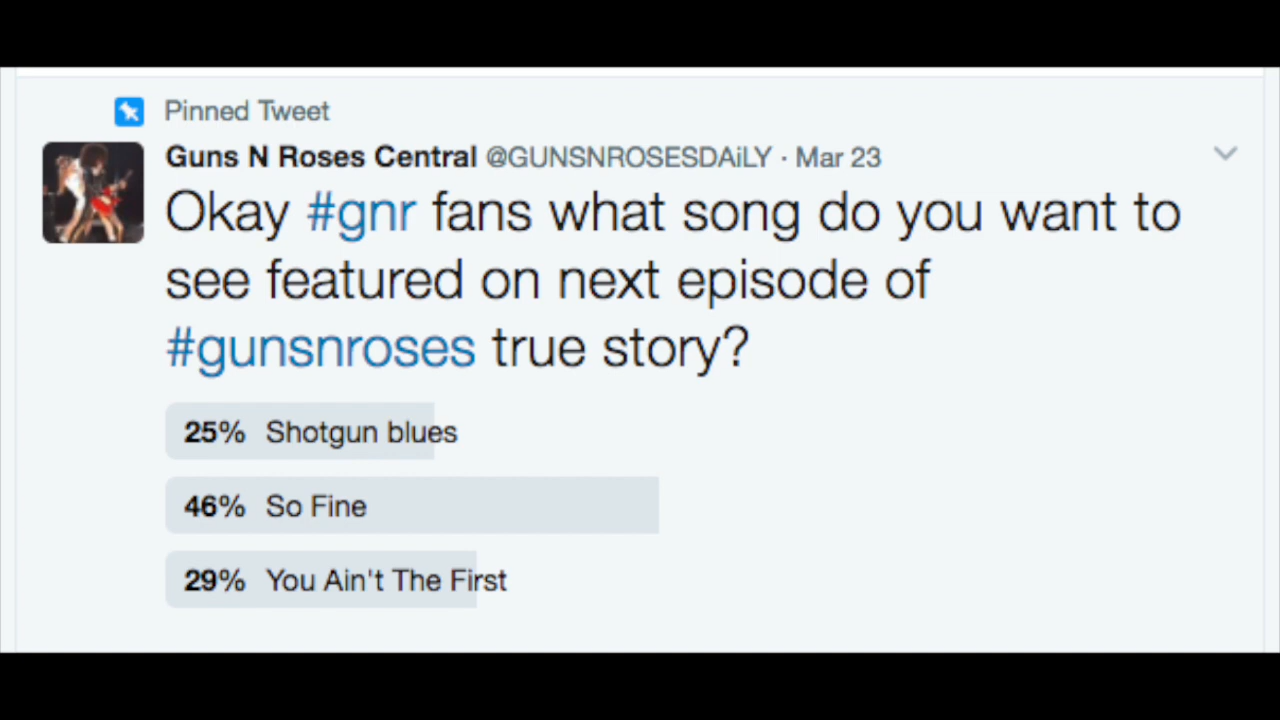 Pinned Tweet
Guns N Roses Central @GUNSNROSESDAiLY · Mar 23
Okay #gnr fans what song do you want to
see featured on next episode of
#gunsnroses true story?
25% Shotgun blues
46% So Fine
29% You Ain't The First